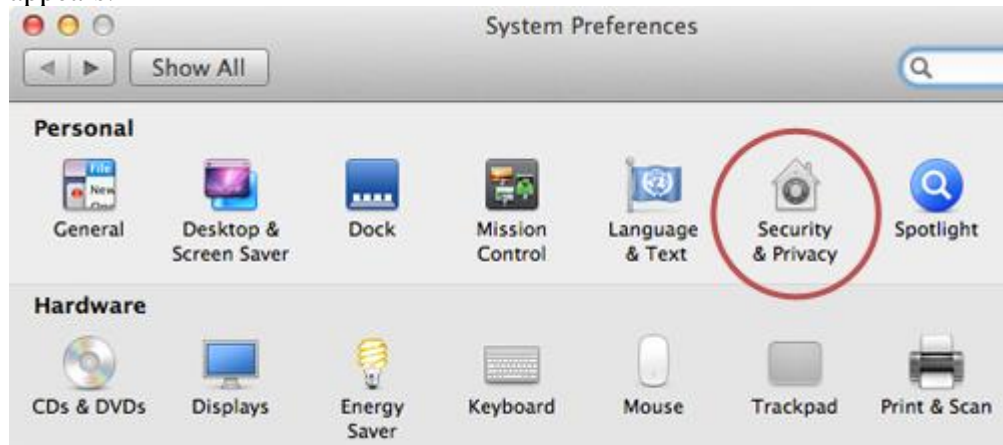 System Preferences
Show All
Personal
General
Desktop &
Screen Saver
Dock
Mission
Control
Language
& Text
Security
& Privacy
Spotlight
Hardware
CDs & DVDs
Displays
Energy
Saver
Keyboard
Mouse
Trackpad
Print & Scan